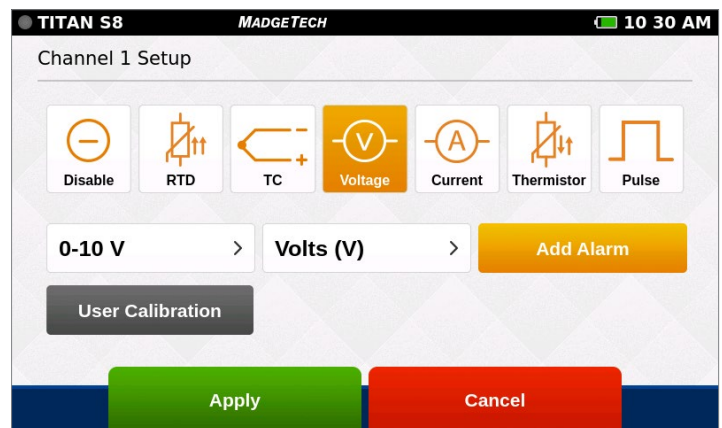 TITAN S8 MADGETECH 10 30 AM
Channel 1 Setup
Disable RTD TC Voltage Current Thermistor Pulse
0-10 V > Volts (V) > Add Alarm
User Calibration
Apply Cancel